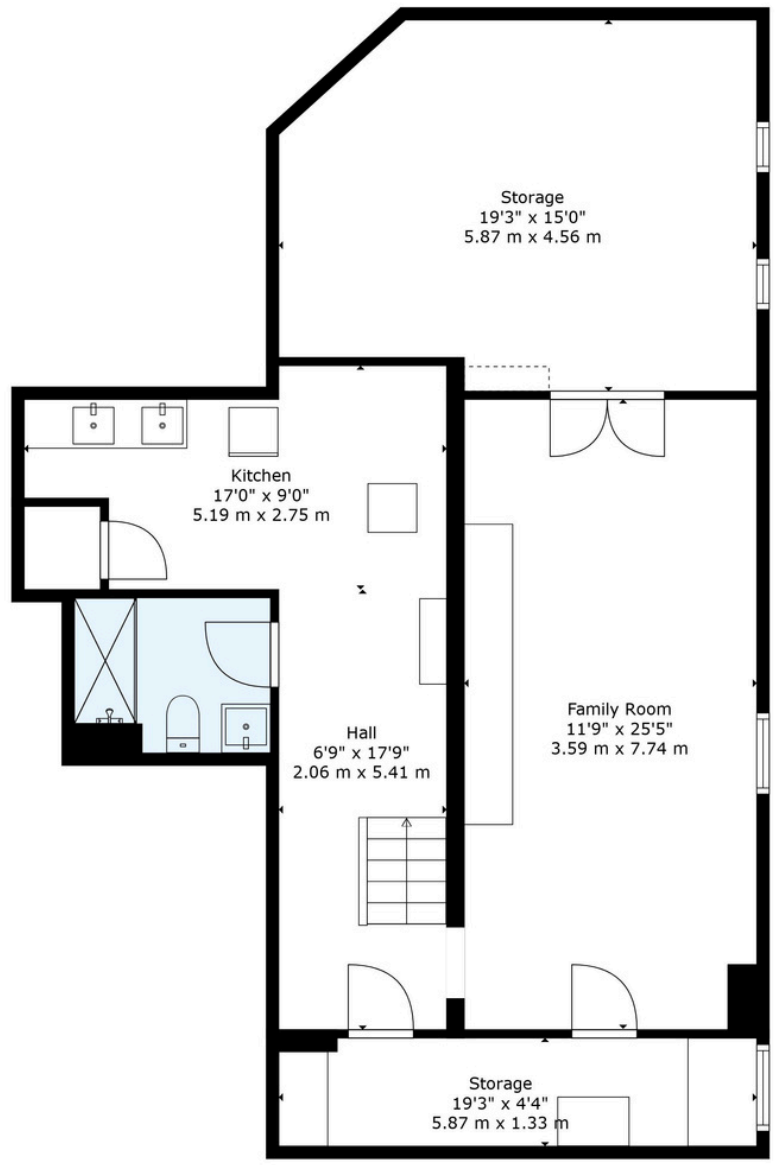 Storage
19'3" x 15'0"
5.87 m x 4.56 m
Kitchen
17'0" x 9'0"
5.19 m x 2.75 m
Family Room
11'9" x 25'5"
3.59 m x 7.74 m
Hall
6'9" x 17'9"
2.06 m x 5.41 m
Storage
19'3" x 4'4"
5.87 m x 1.33 m